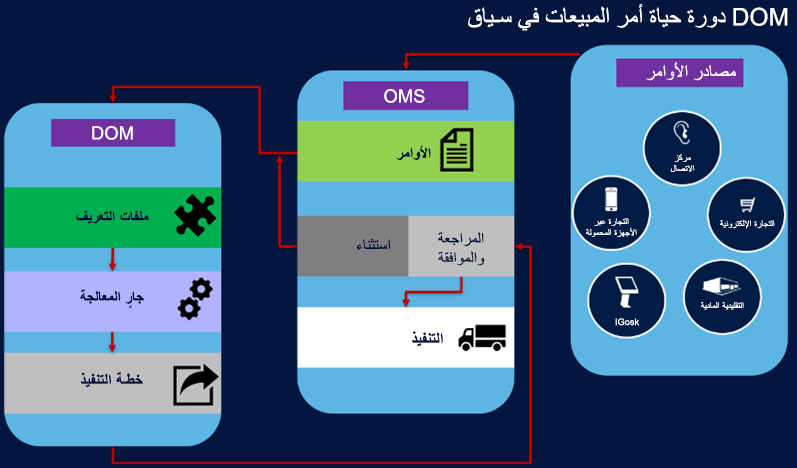 DOM دورة حياة أمر المبيعات في سياق
مصادر الأوامر
مركز
الاتصال
التجارة عبر
الأجهزة المحمولة
التجارة الإلكترونية
IGosk
التقليدية المادية
OMS
الأوامر
المراجعة
والموافقة
استثناء
التنفيذ
DOM
ملفات التعريف
جارٍ المعالجة
خطة التنفيذ